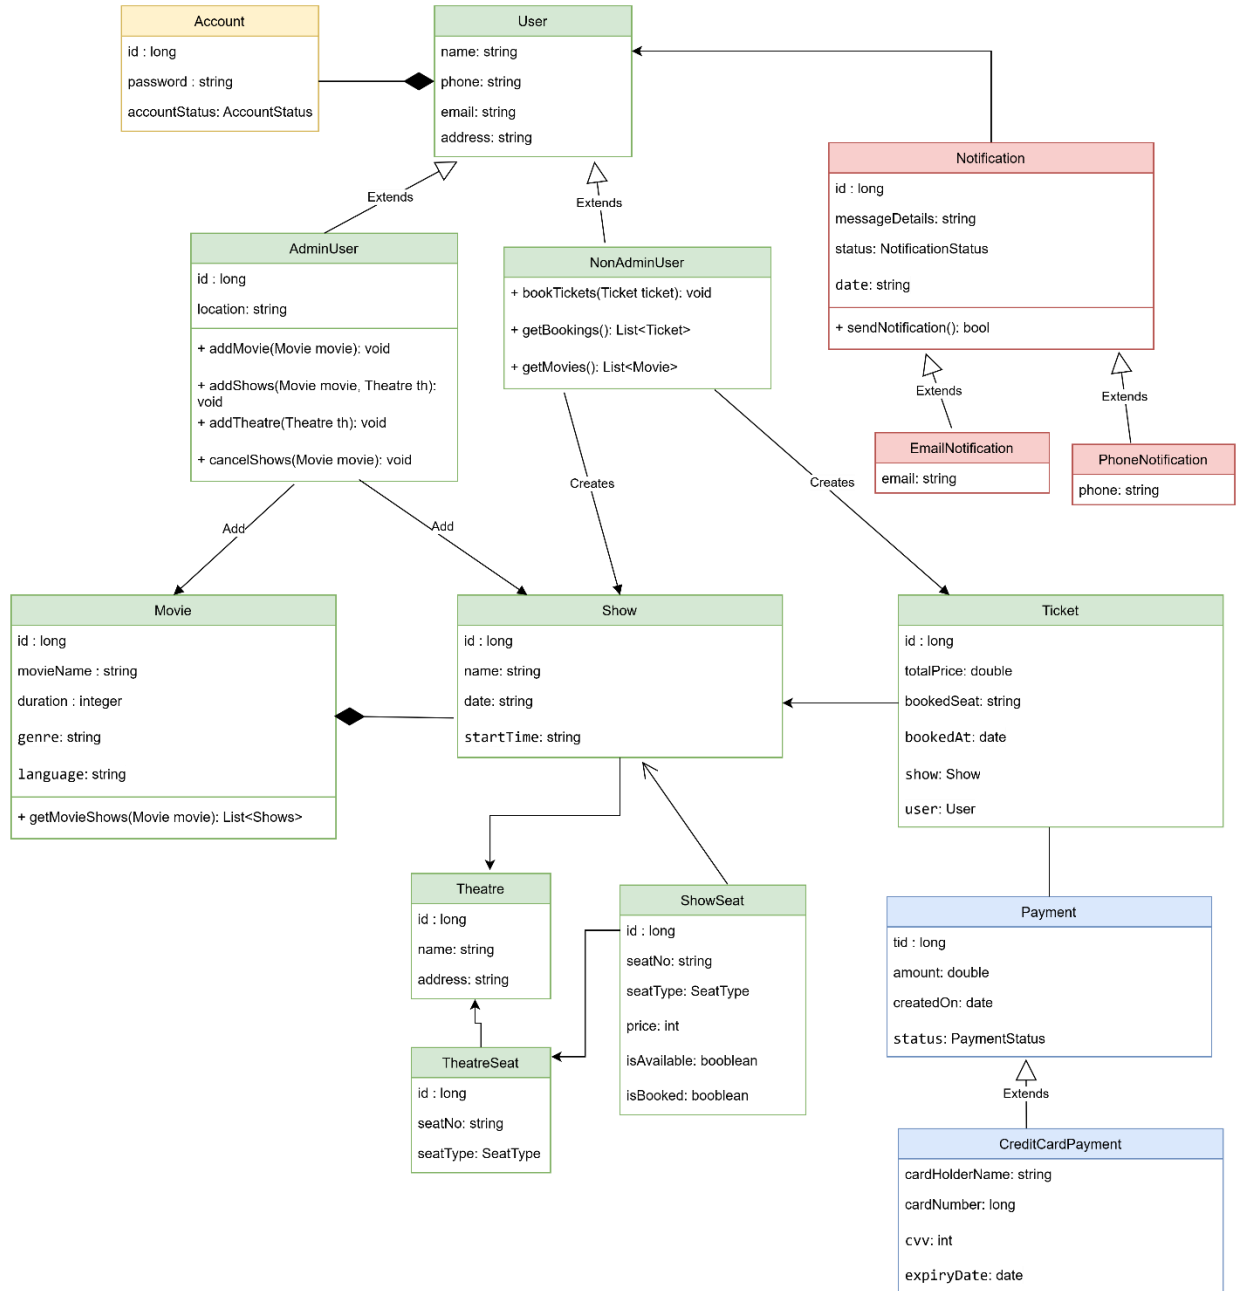 Account
id : long
password : string
accountStatus: AccountStatus
User
name: string
phone: string
email: string
address: string
Notification
id : long
messageDetails: string
status: NotificationStatus
date: string
+ sendNotification(): bool
Extends
Extends
AdminUser
id : long
location: string
+ addMovie(Movie movie): void
+ addShows(Movie movie, Theatre th):
void
+ addTheatre(Theatre th): void
+ cancelShows(Movie movie): void
NonAdminUser
+ bookTickets(Ticket ticket): void
+ getBookings(): List<Ticket>
+ getMovies(): List<Movie>
Extends
Extends
EmailNotification
email: string
PhoneNotification
phone: string
Add
Add
Creates
Creates
Movie
id : long
movieName : string
duration : integer
genre: string
language: string
+ getMovieShows(Movie movie): List<Shows>
Show
id : long
name: string
date: string
startTime: string
Ticket
id : long
totalPrice: double
bookedSeat: string
bookedAt: date
show: Show
user: User
Theatre
id : long
name: string
address: string
ShowSeat
id : long
seatNo: string
seatType: SeatType
price: int
isAvailable: booblean
isBooked: booblean
TheatreSeat
id : long
seatNo: string
seatType: SeatType
Payment
tid : long
amount: double
createdOn: date
status: PaymentStatus
Extends
CreditCardPayment
cardHolderName: string
cardNumber: long
cvv: int
expiryDate: date